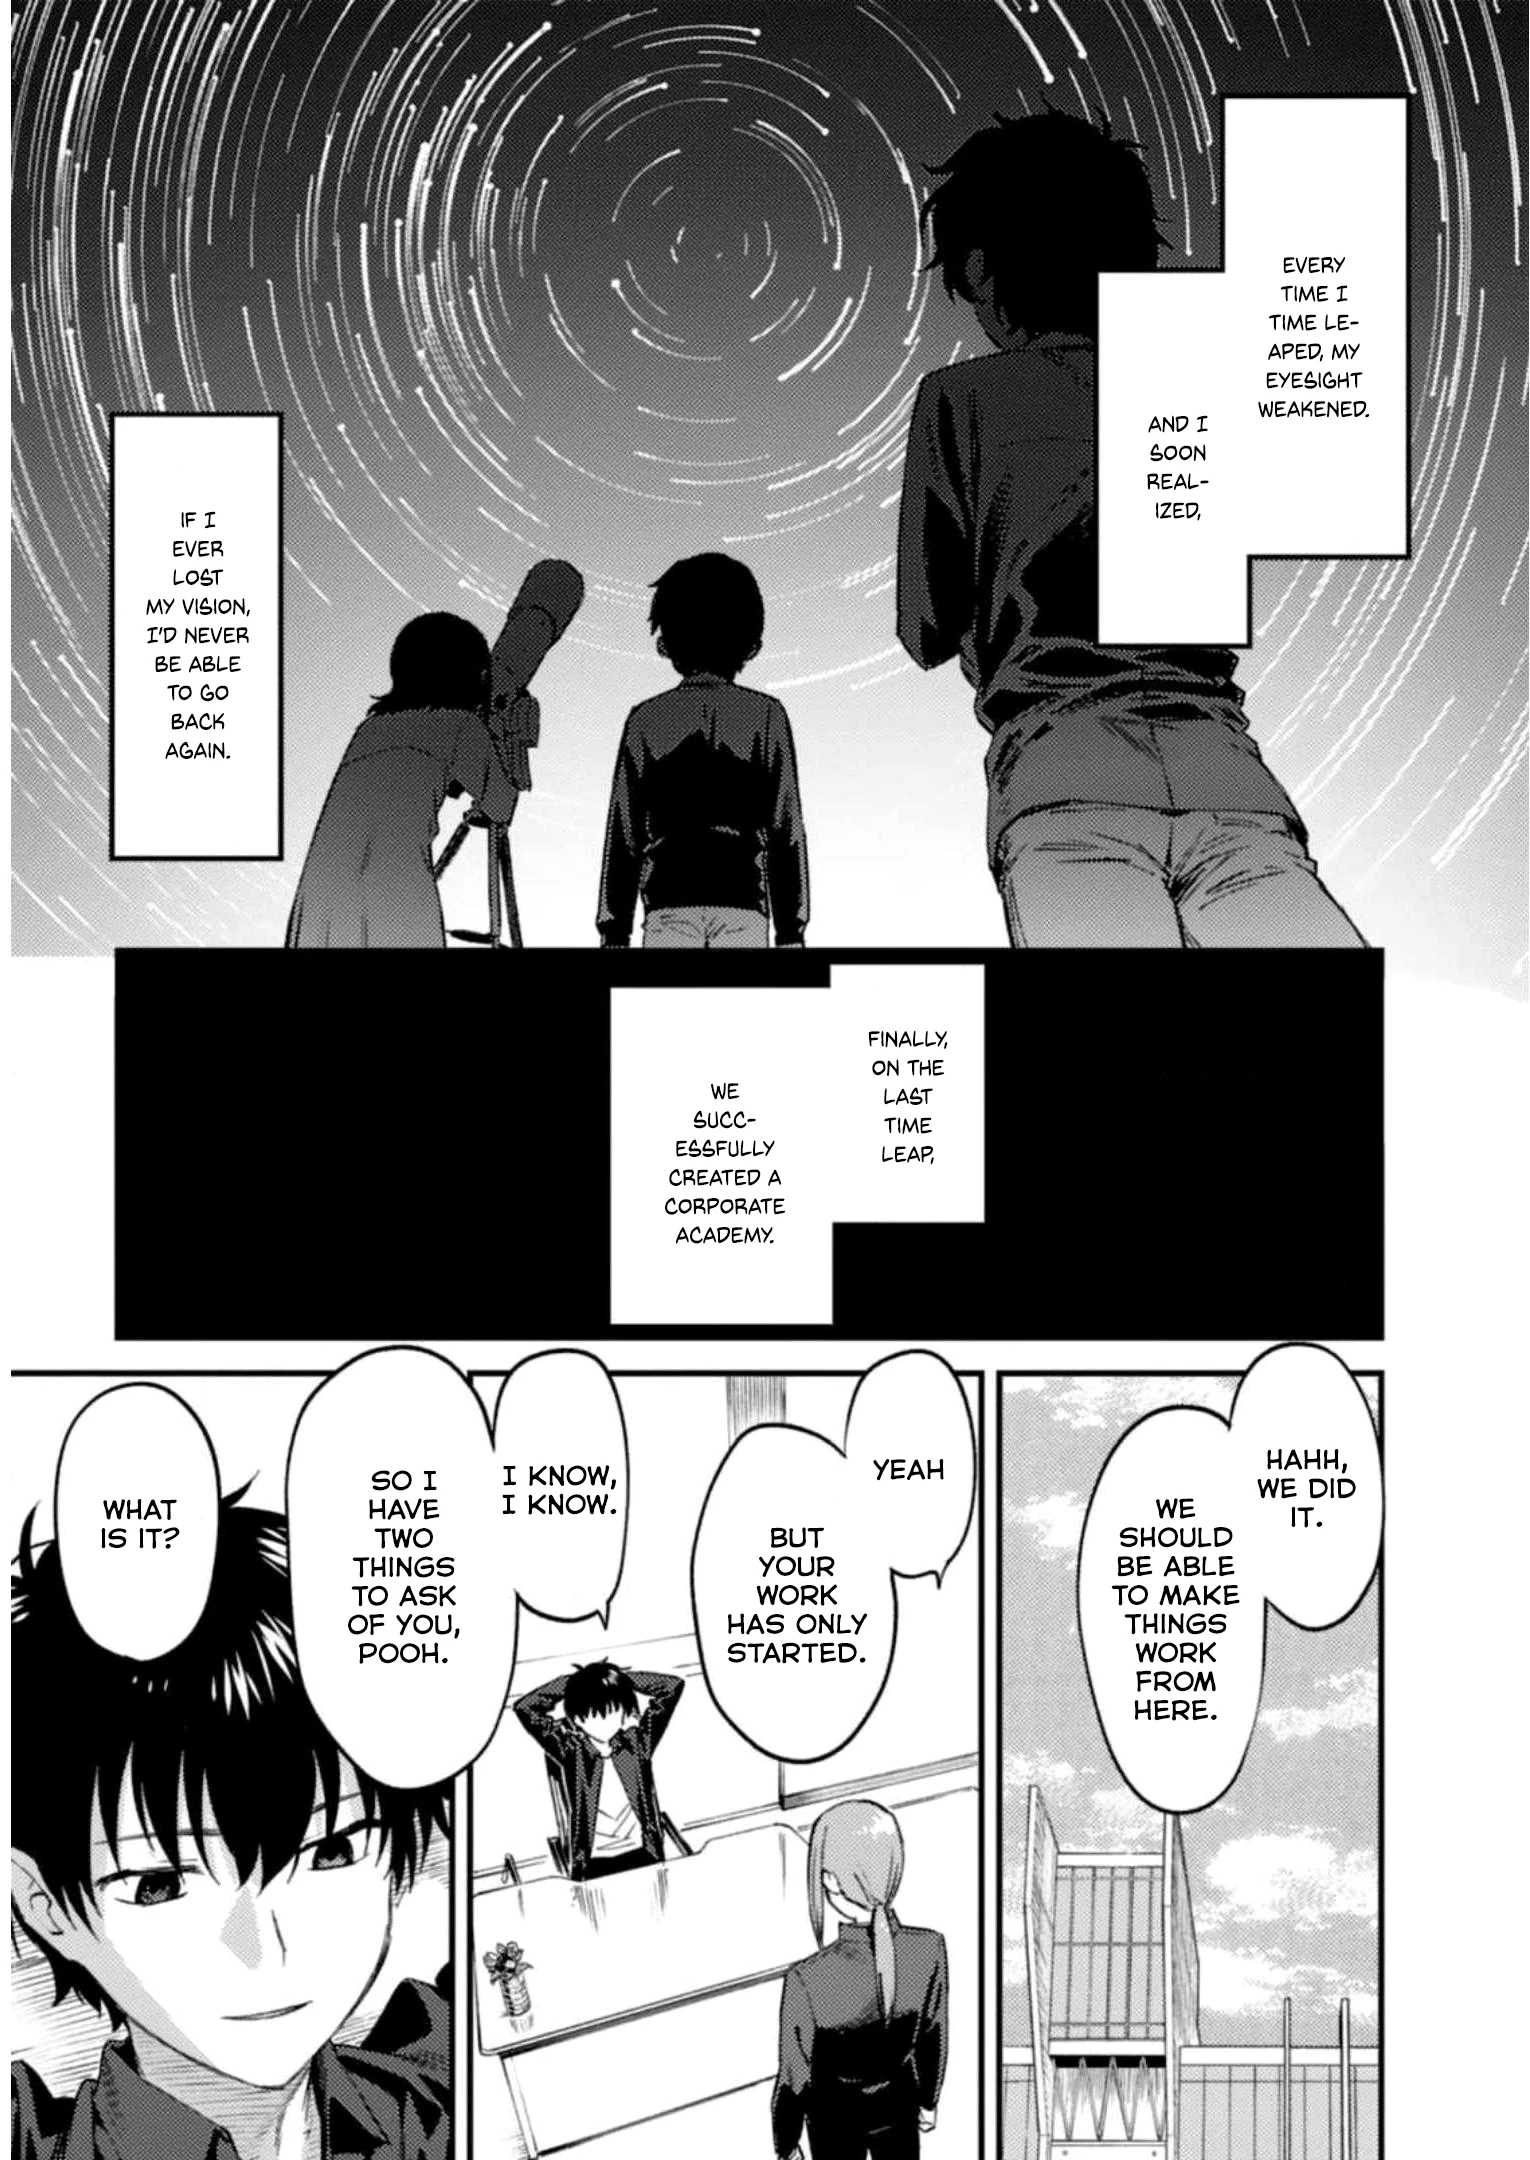 EVERY
TIME I
TIME LE-
APED, MY
EYESIGHT
WEAKENED.
AND I
SOON
REAL-
IZED,
IF I
EVER
LOST
MY VISION,
I'D NEVER
BE ABLE
TO GO
BACK
AGAIN.
FINALLY,
ON THE
LAST
TIME
LEAP,
WE
SUCC-
ESSFULLY
CREATED A
CORPORATE
ACADEMY.
HAHH,
WE DID
IT.
WE
SHOULD
BE ABLE
TO MAKE
THINGS
WORK
FROM
HERE.
YEAH
BUT
YOUR
WORK
HAS ONLY
STARTED.
I KNOW,
I KNOW.
SO I
HAVE
TWO
THINGS
TO ASK
OF YOU,
POOH.
WHAT
IS IT?